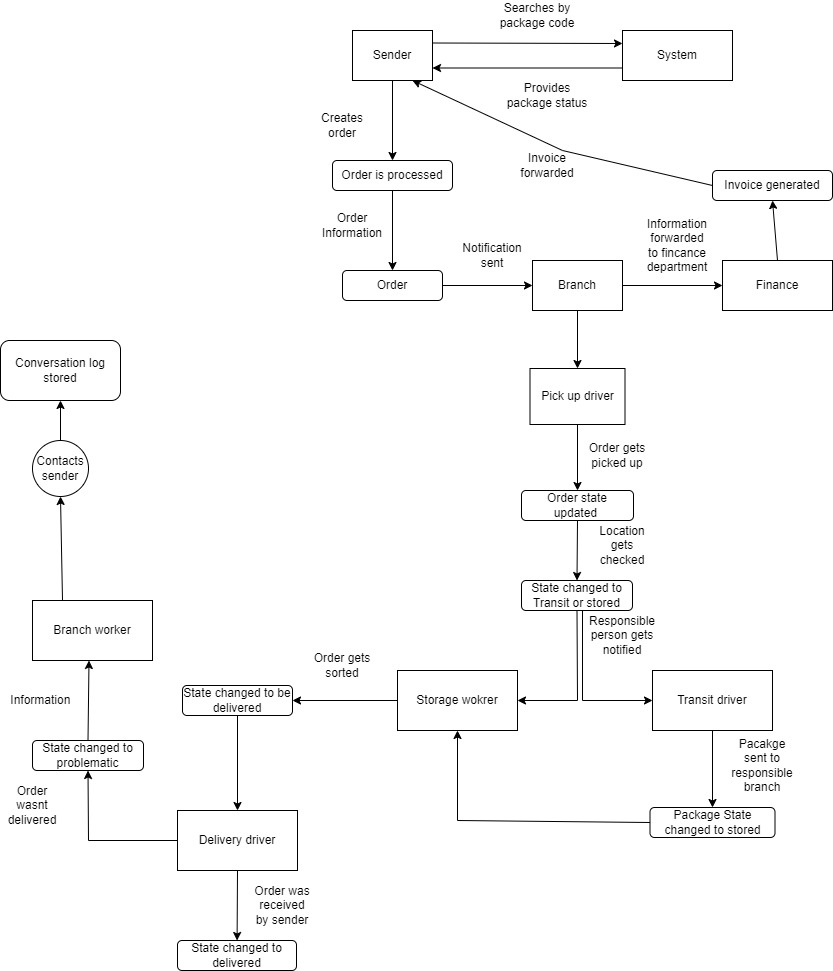 Searches by
package code
Sender
System
Provides
package status
Creates
order
Invoice
forwarded
Order is processed
Invoice generated
Order
Information
Notification
sent
Information
forwarded
to fincance
department
Order
Branch
Finance
Conversation log
stored
Pick up driver
Contacts
sender
Order gets
picked up
Order state
updated
Location
gets
checked
State changed to
Transit or stored
Branch worker
Responsible
person gets
notified
Order gets
sorted
Information
State changed to be
delivered
Storage wokrer
Transit driver
State changed to
problematic
Pacakge
sent to
responsible
branch
Order
wasnt
delivered
Package State
changed to stored
Delivery driver
Order was
received
by sender
State changed to
delivered